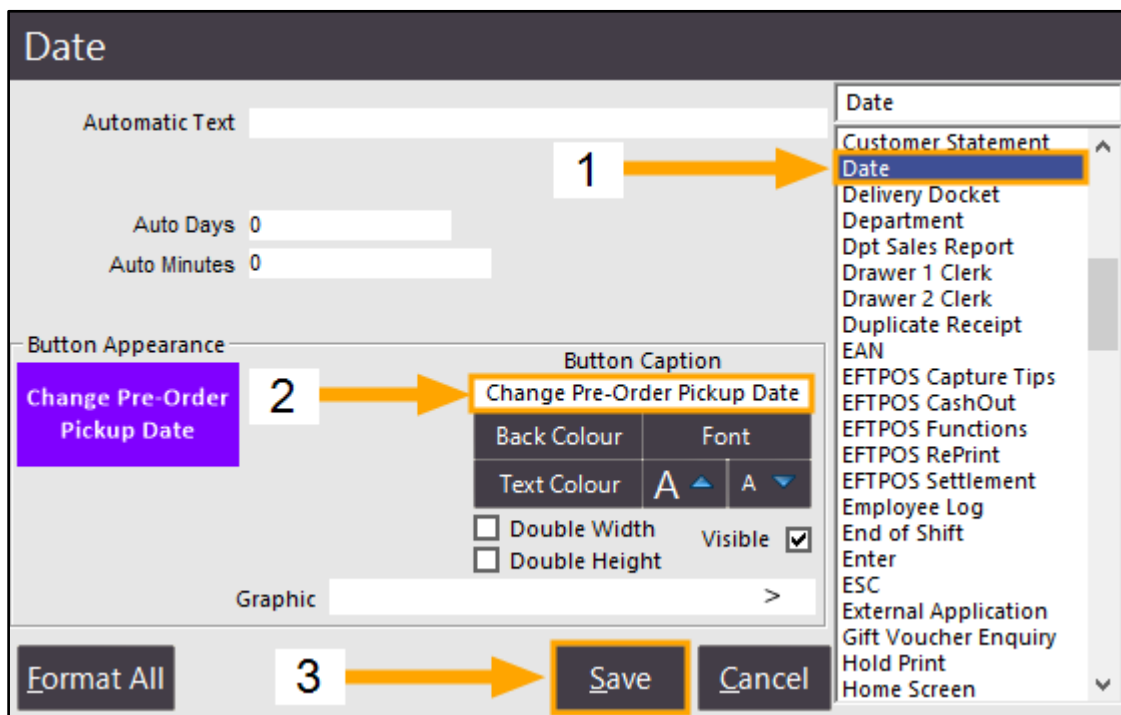 Date
Automatic Text
1
Auto Days 0
Auto Minutes 0
Button Appearance
Change Pre-Order
Pickup Date
2
Button Caption
Change Pre-Order Pickup Date
Back Colour Font
Text Colour A A
Double Width
Double Height
Visible
Graphic >
Format All
3
Save
Cancel
Date
Customer Statement
Date
Delivery Docket
Department
Dpt Sales Report
Drawer 1 Clerk
Drawer 2 Clerk
Duplicate Receipt
EAN
EFTPOS Capture Tips
EFTPOS CashOut
EFTPOS Functions
EFTPOS RePrint
EFTPOS Settlement
Employee Log
End of Shift
Enter
ESC
External Application
Gift Voucher Enquiry
Hold Print
Home Screen